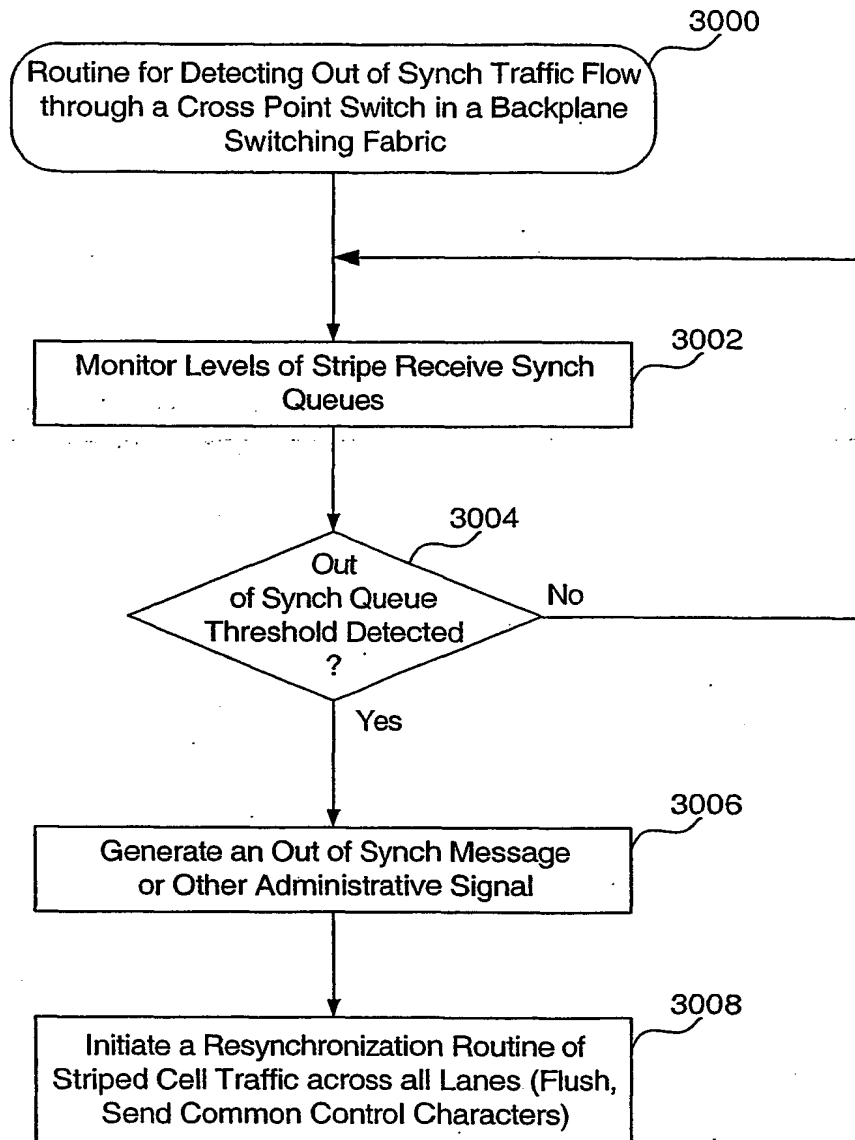 3000
Routine for Detecting Out of Synch Traffic Flow
through a Cross Point Switch in a Backplane
Switching Fabric
3002
Monitor Levels of Stripe Receive Synch
Queues
3004
Out
of Synch Queue
Threshold Detected
?
No
Yes
3006
Generate an Out of Synch Message
or Other Administrative Signal
3008
Initiate a Resynchronization Routine of
Striped Cell Traffic across all Lanes (Flush,
Send Common Control Characters)